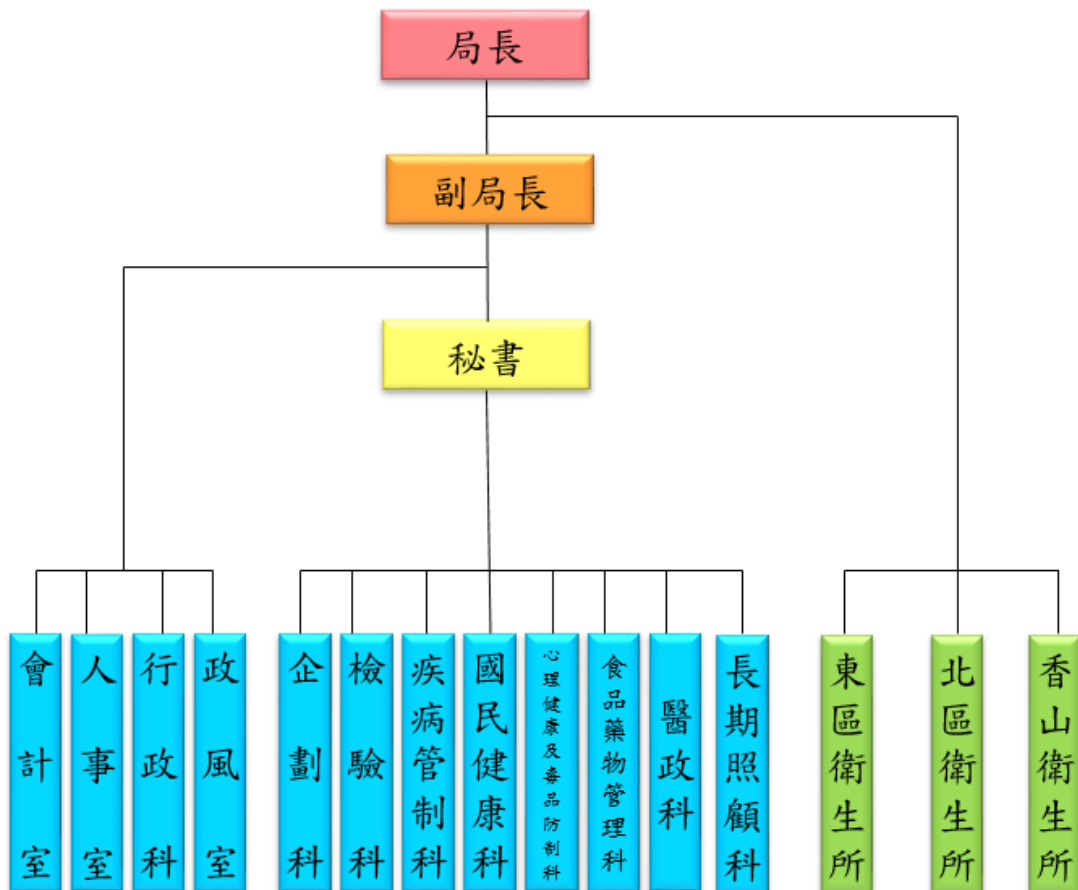 局長
副局長
秘書
會計室
人事室
行政科
政風室
企劃科
檢驗科
疾病管制科
國民健康科
心理健康及毒品防制科
食品藥物管理科
醫政科
長期照顧科
東區衛生所
北區衛生所
香山衛生所